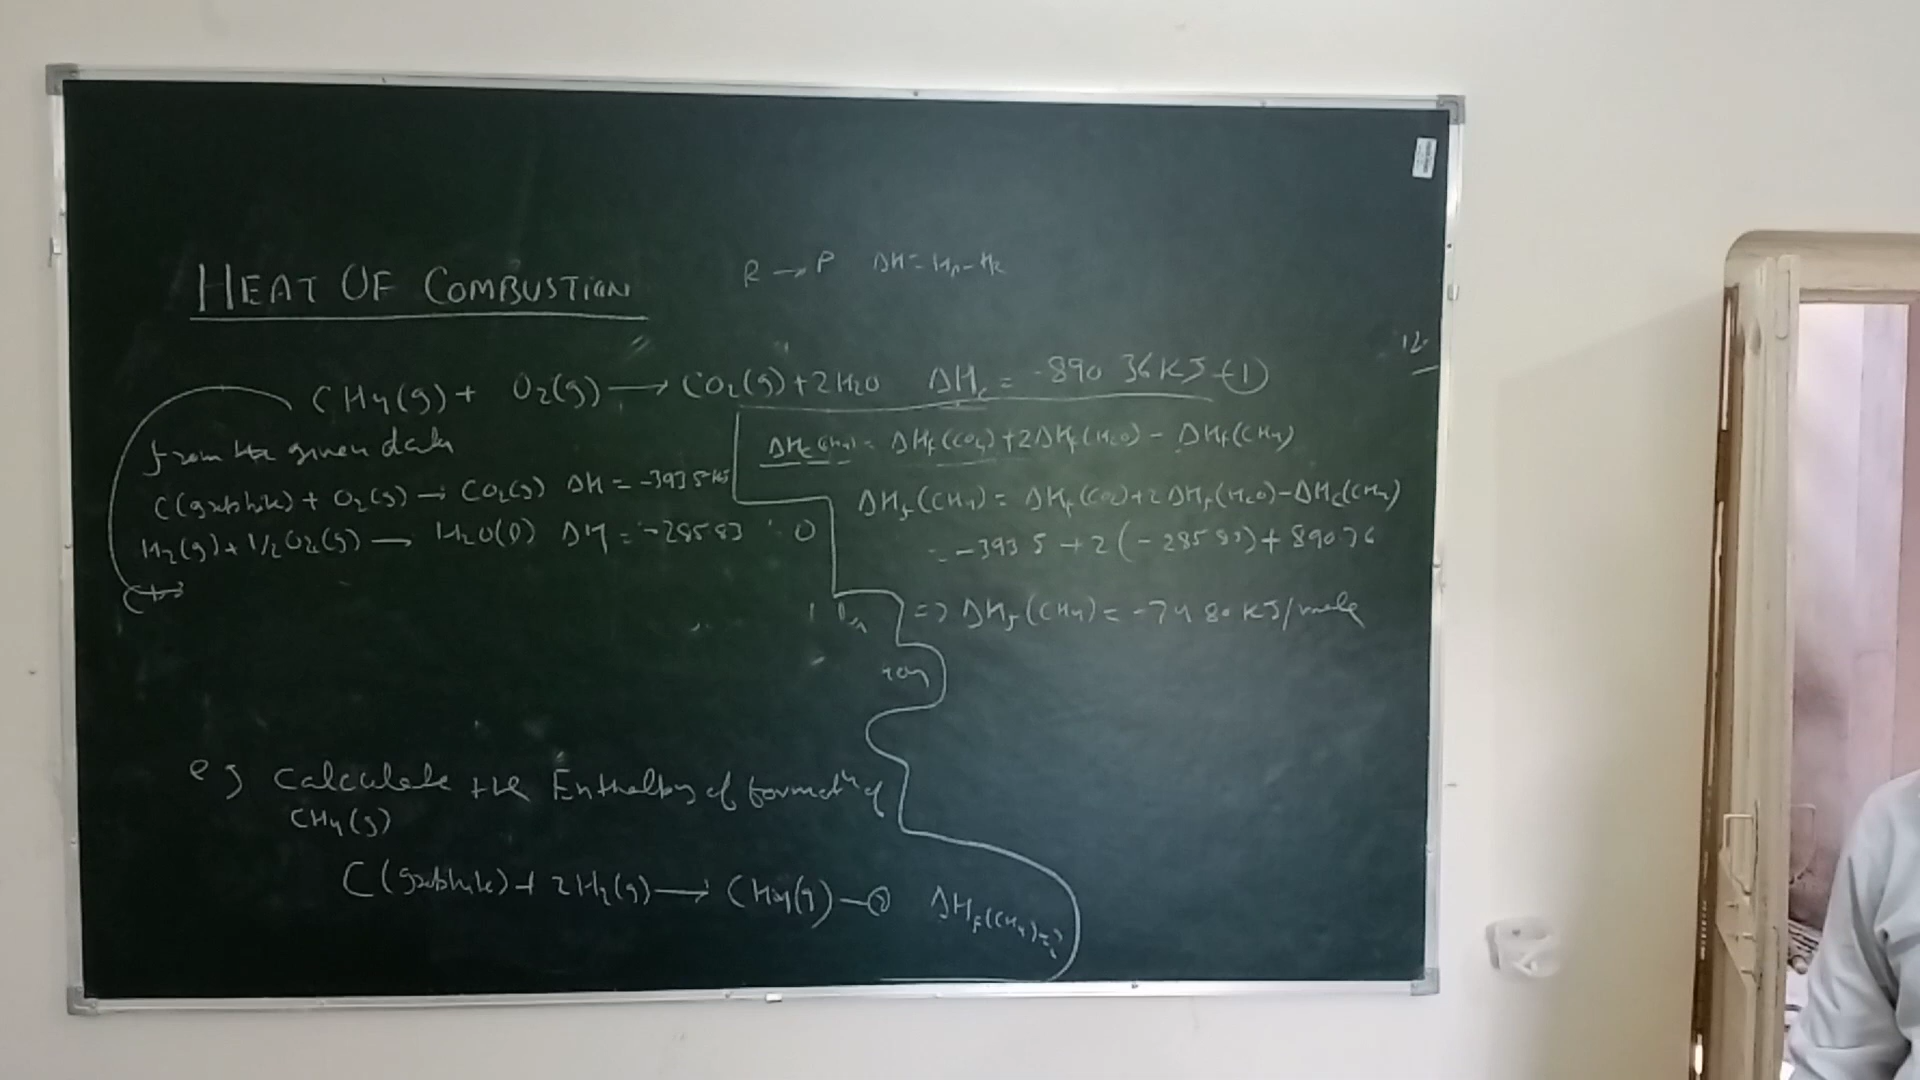 HEAT OF COMBUSTION
R → P ΔH = Hp - HR
12
CH4(g) + O2(g) → CO2(g) + 2H2O ΔHc = -890 36 KJ -(1)
from the given data
C(graphite) + O2(g) → CO2(g) ΔH = -393 5 KJ
H2(g) + 1/2 O2(g) → H2O(l) ΔH = -285 83
ΔHc(CH4) = ΔHf(CO2) + 2ΔHf(H2O) - ΔHf(CH4)
ΔHf(CH4) = ΔHf(CO2) + 2ΔHf(H2O) - ΔHc(CH4)
= -393 5 + 2(-285 83) + 890 36
=> ΔHf(CH4) = -74 80 KJ/mole
eg Calculate the Enthalpy of formatn of
CH4(g)
C(graphite) + 2H2(g) → CH4(g) -(2) ΔHf(CH4) = ?